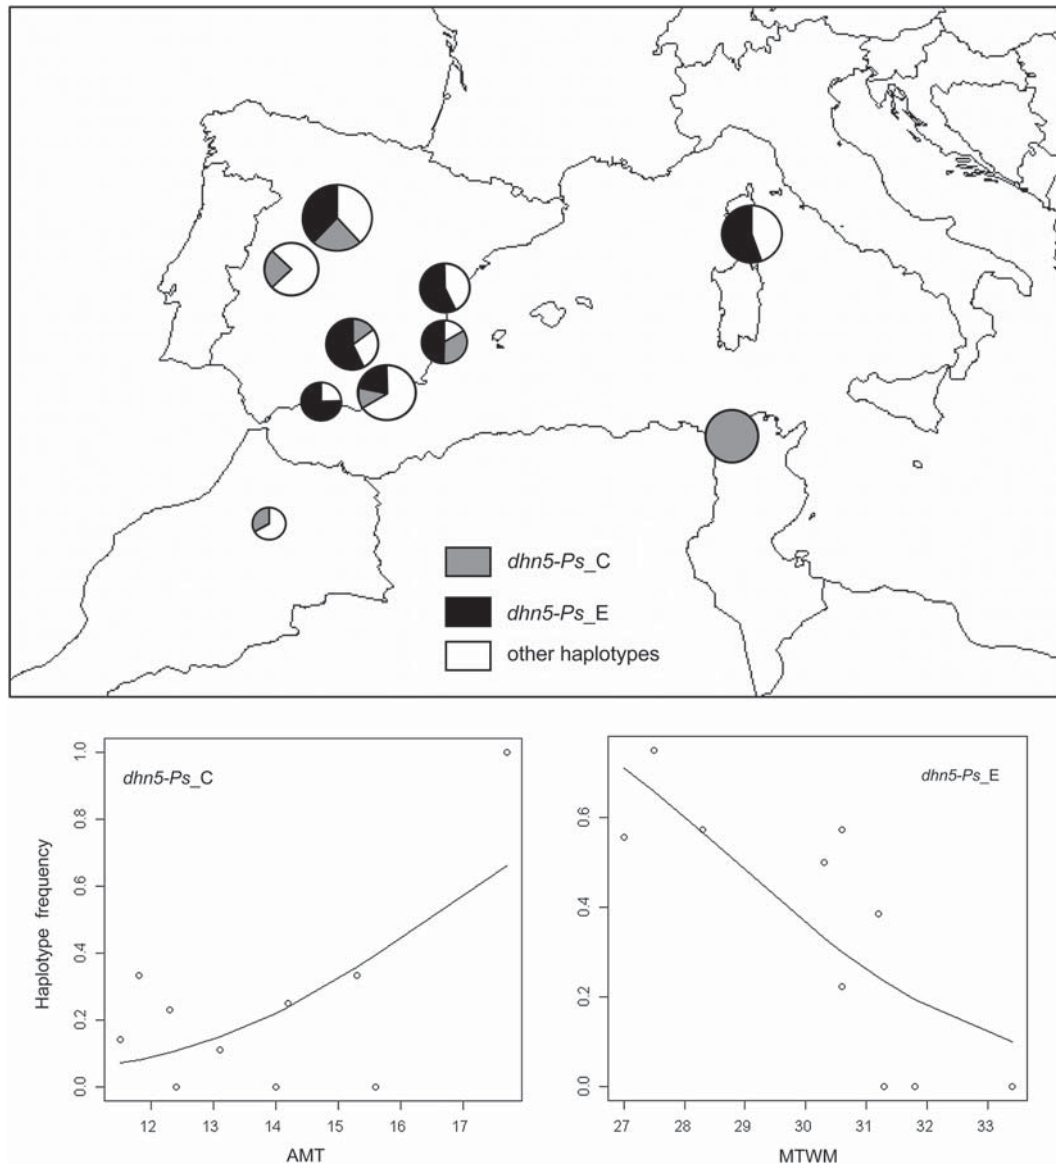 dhn5-Ps_C
dhn5-Ps_E
other haplotypes
dhn5-Ps_C
Haplotype frequency
0.0 0.2 0.4 0.6 0.8 1.0
12 13 14 15 16 17
AMT
dhn5-Ps_E
0.0 0.2 0.4 0.6
27 28 29 30 31 32 33
MTWM